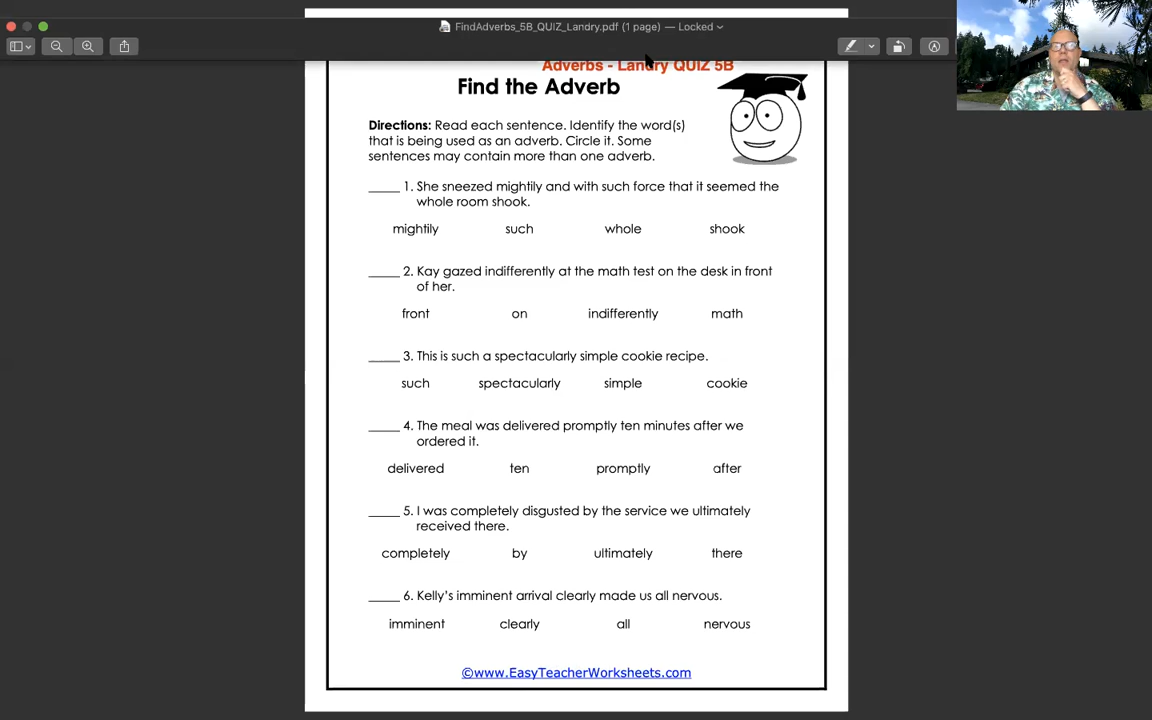 FindAdverbs_5B_QUIZ_Landry.pdf (1 page) — Locked
Adverbs - Landry QUIZ 5B
Find the Adverb
Directions: Read each sentence. Identify the word(s)
that is being used as an adverb. Circle it. Some
sentences may contain more than one adverb.
_____ 1. She sneezed mightily and with such force that it seemed the
whole room shook.
mightily such whole shook
_____ 2. Kay gazed indifferently at the math test on the desk in front
of her.
front on indifferently math
_____ 3. This is such a spectacularly simple cookie recipe.
such spectacularly simple cookie
_____ 4. The meal was delivered promptly ten minutes after we
ordered it.
delivered ten promptly after
_____ 5. I was completely disgusted by the service we ultimately
received there.
completely by ultimately there
_____ 6. Kelly's imminent arrival clearly made us all nervous.
imminent clearly all nervous
©www.EasyTeacherWorksheets.com